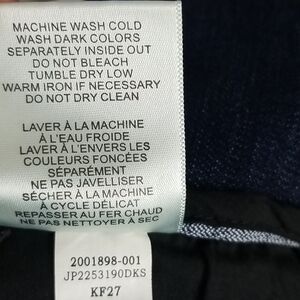 MACHINE WASH COLD
WASH DARK COLORS
SEPARATELY INSIDE OUT
DO NOT BLEACH
TUMBLE DRY LOW
WARM IRON IF NECESSARY
DO NOT DRY CLEAN
LAVER À LA MACHINE
À L'EAU FROIDE
LAVER À L'ENVERS LES
COULEURS FONCÉES
SÉPARÉMENT
NE PAS JAVELLISER
SÉCHER À LA MACHINE
À CYCLE DÉLICAT
REPASSER AU FER CHAUD
NE PAS NETTOYER À SEC
2001898-001
JP2253190DKS
KF27